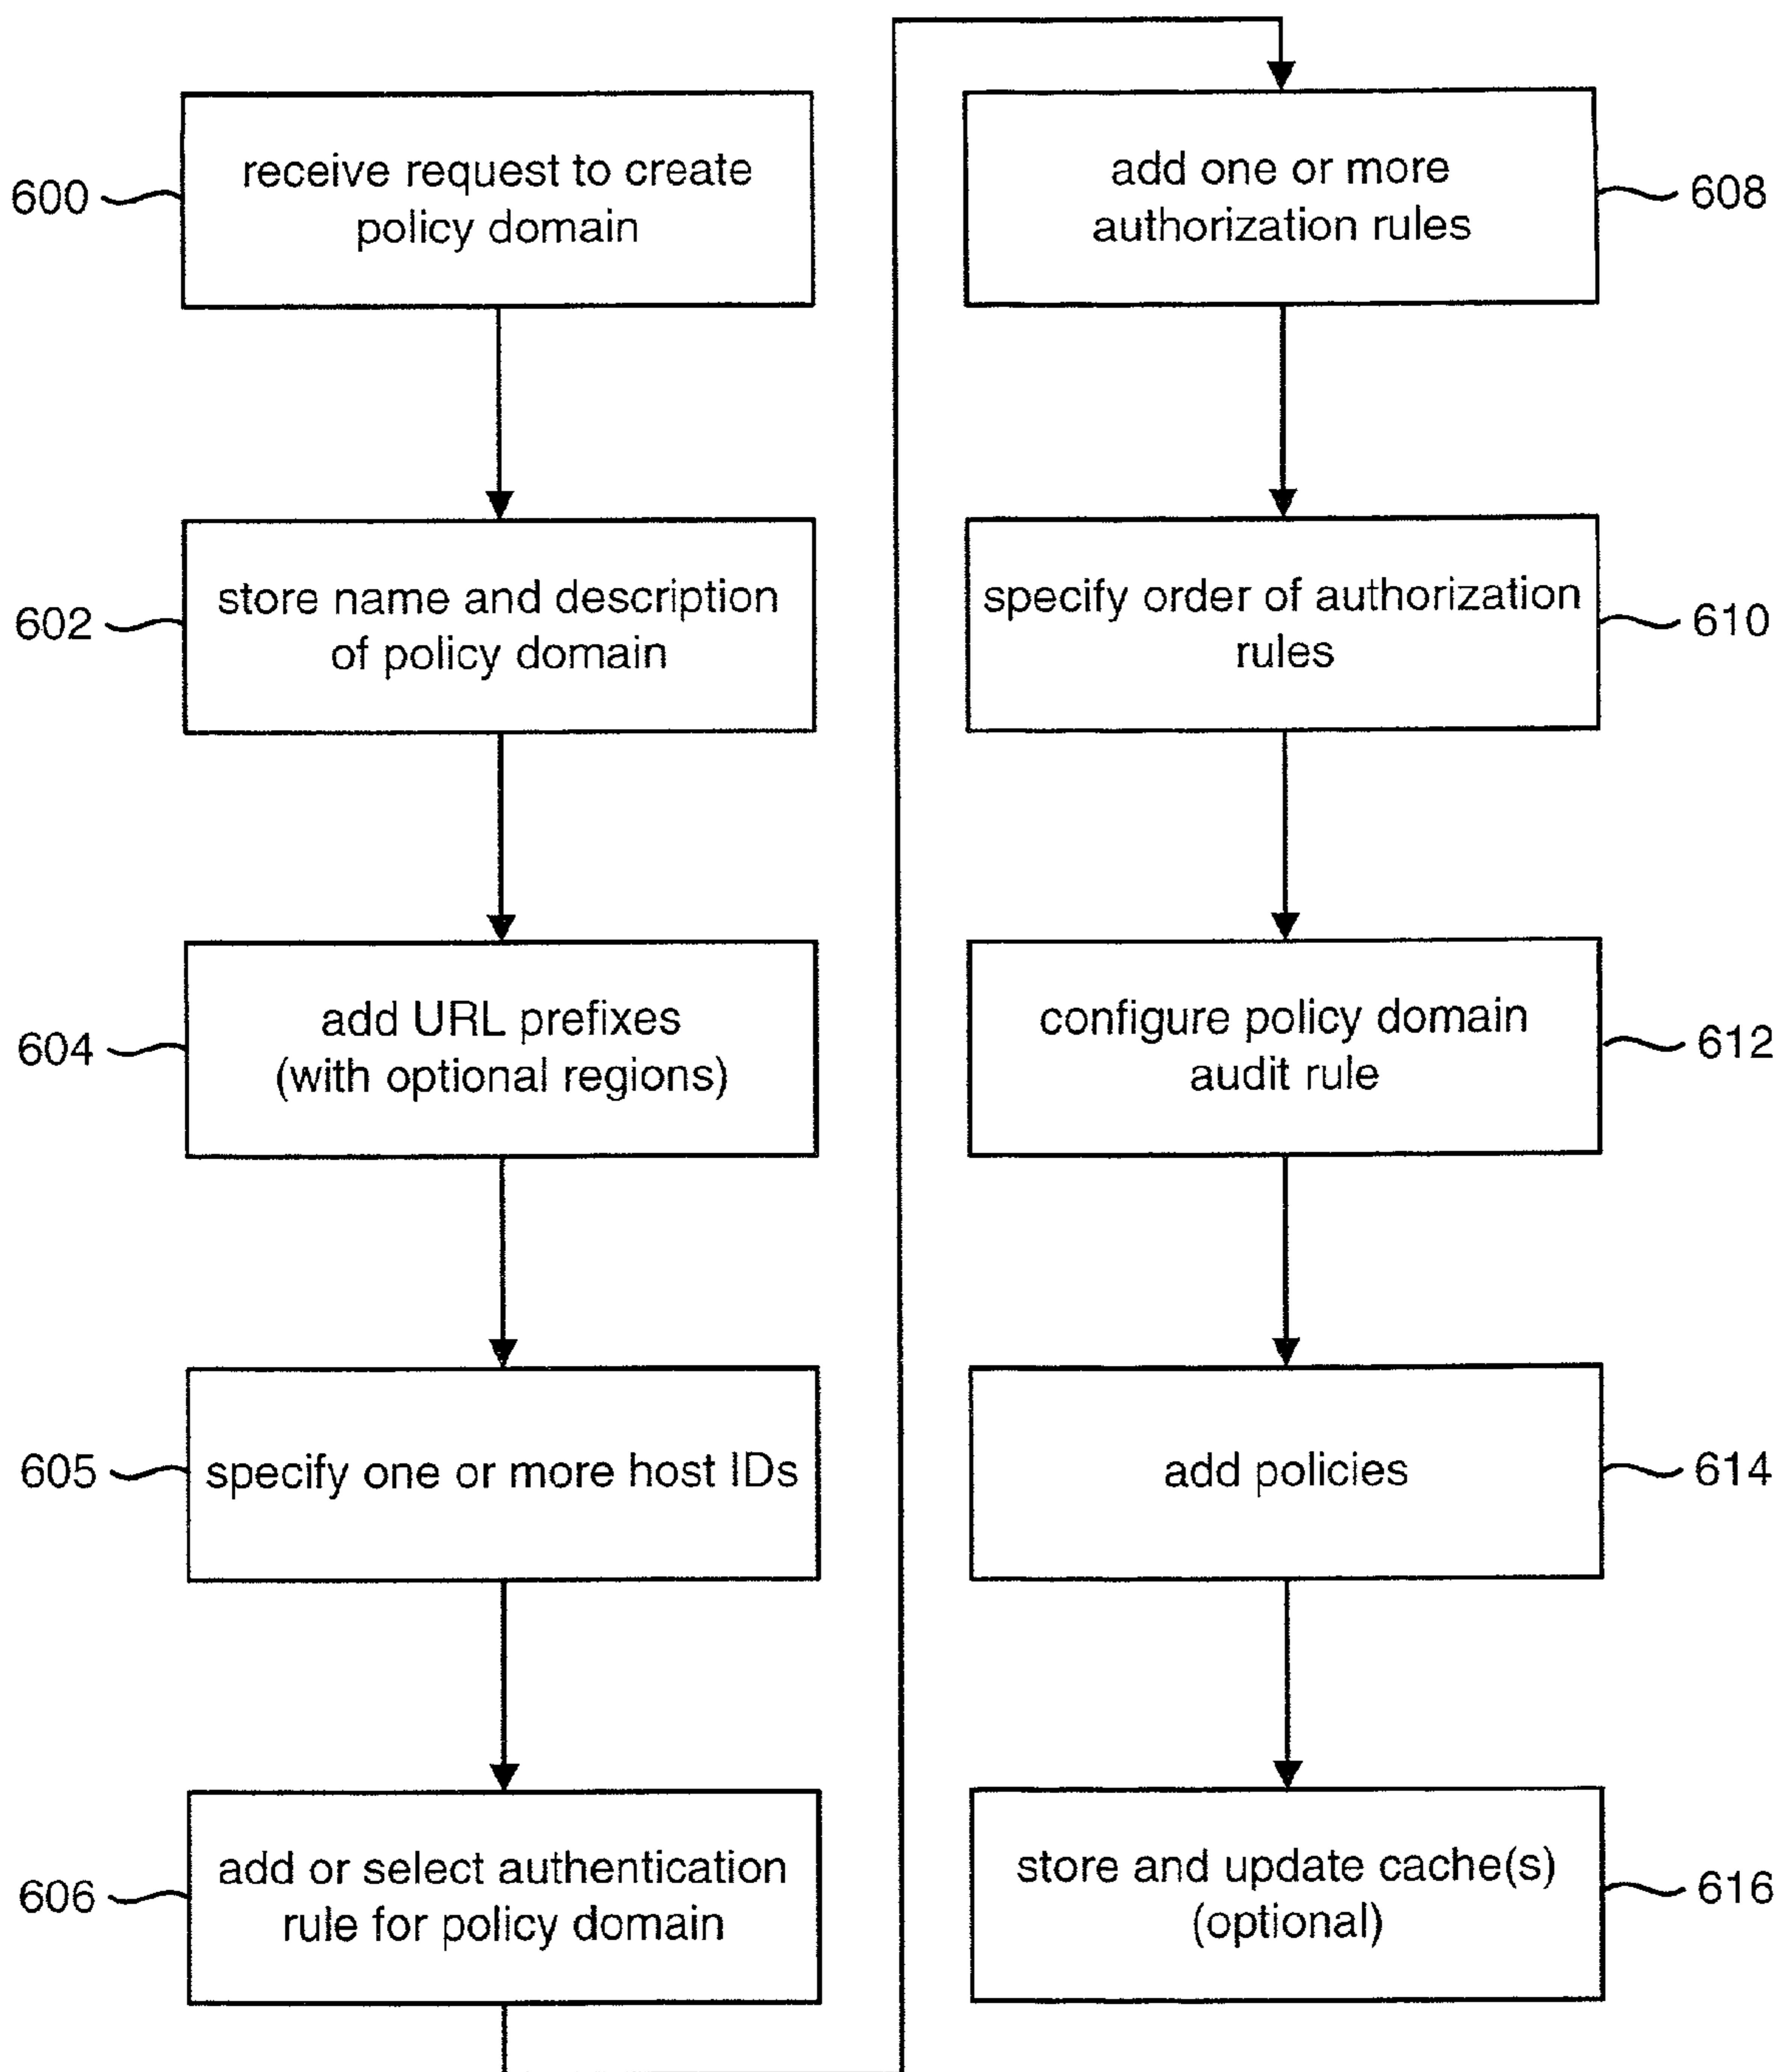 600
receive request to create
policy domain
602
store name and description
of policy domain
604
add URL prefixes
(with optional regions)
605
specify one or more host IDs
606
add or select authentication
rule for policy domain
add one or more
authorization rules
608
specify order of authorization
rules
610
configure policy domain
audit rule
612
add policies
614
store and update cache(s)
(optional)
616